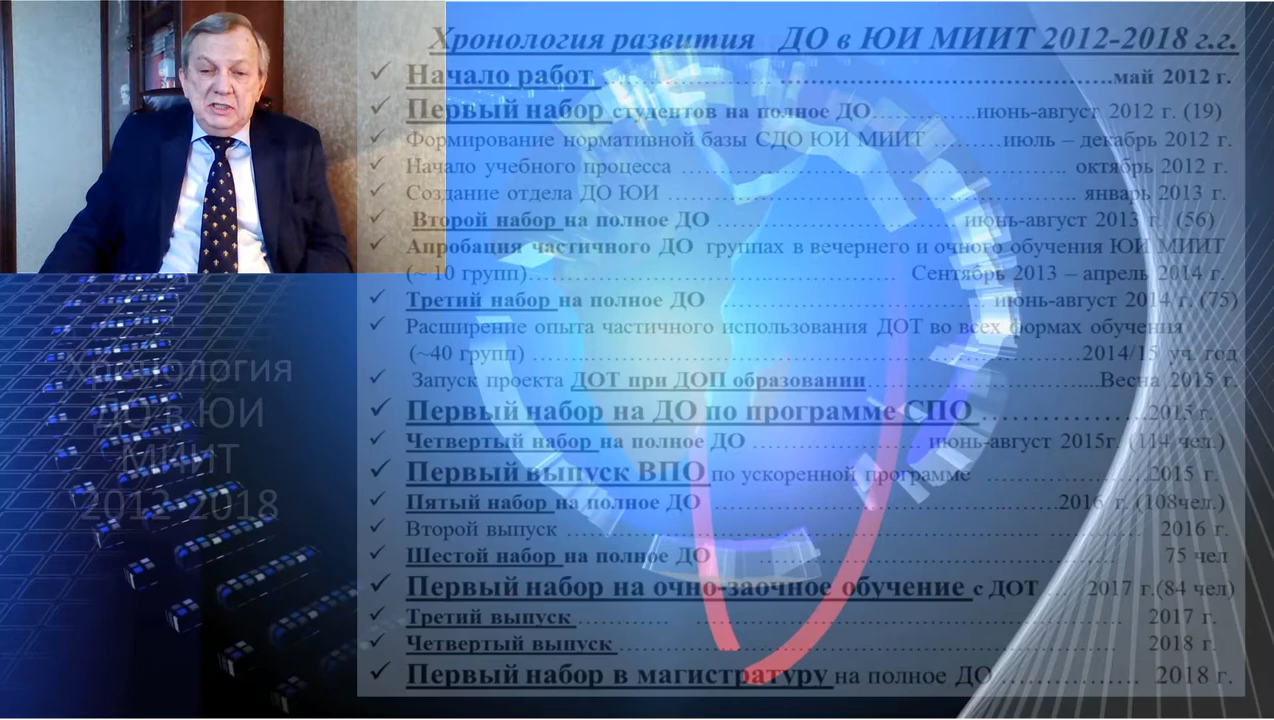 Хронология развития ДО в ЮИ МИИТ 2012-2018 г.г.
✓ Начало работ ...май 2012 г.
✓ Первый набор студентов на полное ДО...июнь-август 2012 г. (19)
✓ Формирование нормативной базы СДО ЮИ МИИТ ...июль – декабрь 2012 г.
✓ Начало учебного процесса ... октябрь 2012 г.
✓ Создание отдела ДО ЮИ ... январь 2013 г.
✓ Второй набор на полное ДО ... июнь-август 2013 г. (56)
✓ Апробация частичного ДО группах в вечернего и очного обучения ЮИ МИИТ
(~ 10 групп)... Сентябрь 2013 – апрель 2014 г.
✓ Третий набор на полное ДО ... июнь-август 2014 г. (75)
✓ Расширение опыта частичного использования ДОТ во всех формах обучения
(~40 групп) ...2014/15 уч. год
✓ Запуск проекта ДОТ при ДОП образовании...Весна 2015 г.
✓ Первый набор на ДО по программе СПО ...2015 г.
✓ Четвертый набор на полное ДО ... июнь-август 2015г. (114 чел.)
✓ Первый выпуск ВПО по ускоренной программе ...2015 г.
✓ Пятый набор на полное ДО ...2016 г. (108чел.)
✓ Второй выпуск ... 2016 г.
✓ Шестой набор на полное ДО ... 75 чел
✓ Первый набор на очно-заочное обучение с ДОТ ... 2017 г.(84 чел)
✓ Третий выпуск ... 2017 г.
✓ Четвертый выпуск ... 2018 г.
✓ Первый набор в магистратуру на полное ДО... 2018 г.
Хронология
ДО в ЮИ
МИИТ
2012-2018